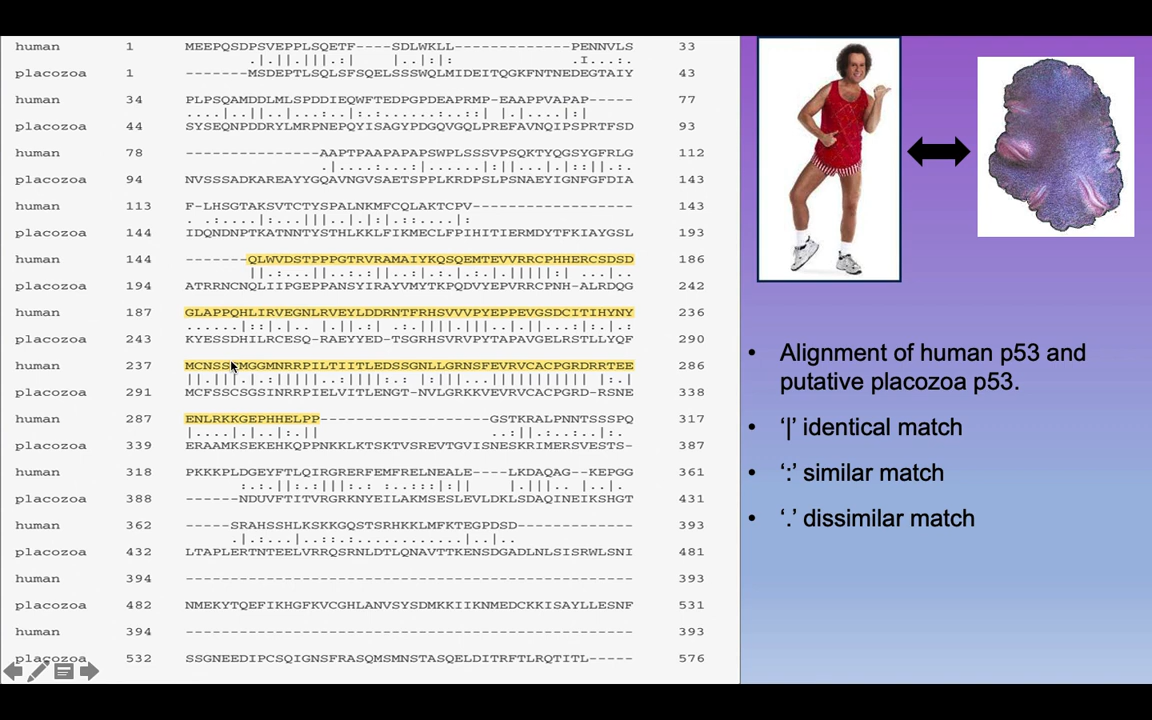 human 1 MEEPQSDPSVEPPLSQETF----SDLWKLL-------------PENNVLS 33
placozoa 1 -------MSDEPTLSQLSFSQELSSSWQLMIDEITQGKFNTNEDEGTAIY 43
human 34 PLPSQAMDDLMLSPDDIEQWFTEDPGPDEAPRMP-EAAPPVAPAP----- 77
placozoa 44 SYSEQNPDDRYLMRPNEPQYISAGYPDGQVGQLPREFAVNQIPSPRTFSD 93
human 78 ---------------AAPTPAAPAPAPSWPLSSSVPSQKTYQGSYGFRLG 112
placozoa 94 NVSSSADKAREAYYGQAVNGVSAETSPPLKRDPSLPSNAEYIGNFGFDIA 143
human 113 F-LHSGTAKSVTCTYSPALNKMFCQLAKTCPV------------------ 143
placozoa 144 IDQNDNPTKATNNTYSTHLKKLFIKMECLFPIHITIERMDYTFKIAYGSL 193
human 144 -------QLWVDSTPPPGTRVRAMAIYKQSQEMTEVVRRCPHHERCSDSD 186
placozoa 194 ATRRNCNQLIIPGEPPANSYIRAYVMYTKPQDVYEPVRRCPNH-ALRDQG 242
human 187 GLAPPQHLIRVEGNLRVEYLDDRNTFRHSVVVPYEPPEVGSDCITIHYNY 236
placozoa 243 KYESSDHILRCESQ-RAEYYED-TSGRHSVRVPYTAPAVGELRSTLLYQF 290
human 237 MCNSSCMGGMNRRPILTIITLEDSSGNLLGRNSFEVRVCACPGRDRRTEE 286
placozoa 291 MCFSSCSGSINRRPIELVITLENGT-NVLGRKKVEVRVCACPGRD-RSNE 338
human 287 ENLRKKGEPHHELPP-------------------GSTKRALPNNTSSSPQ 317
placozoa 339 ERAAMKSEKEHKQPPNKKLKTSKTVSREVTGVISNESKRIMERSVESTS- 387
human 318 PKKKPLDGEYFTLQIRGRERFEMFRELNEALE----LKDAQAG--KEPGG 361
placozoa 388 ------NDUVFTITVRGRKNYEILAKMSESLEVLDKLSDAQINEIKSHGT 431
human 362 -----SRAHSSHLKSKKGQSTSRHKKLMFKTEGPDSD------------- 393
placozoa 432 LTAPLERTNTEELVRRQSRNLDTLQNAVTTKENSDGADLNLSISRWLSNI 481
human 394 -------------------------------------------------- 393
placozoa 482 NMEKYTQEFIKHGFKVCGHLANVSYSDMKKIIKNMEDCKKISAYLLESNF 531
human 394 -------------------------------------------------- 393
placozoa 532 SSGNEEDIPCSQIGNSFRASQMSMNSTASQELDITRFTLRQTITL----- 576
• Alignment of human p53 and
putative placozoa p53.
• ‘|’ identical match
• ‘:’ similar match
• ‘.’ dissimilar match